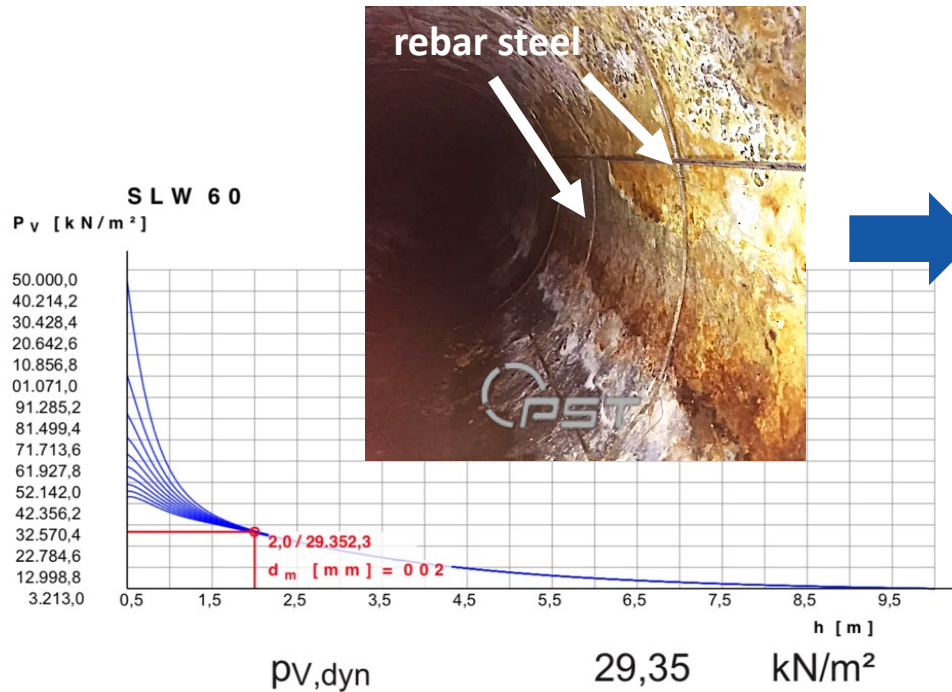 rebar steel
SLW 60
Pv [kN/m²]
50.000,0
40.214,2
30.428,4
20.642,6
10.856,8
01.071,0
91.285,2
81.499,4
71.713,6
61.927,8
52.142,0
42.356,2
32.570,4
22.784,6
12.998,8
3.213,0
PST
2,0/29.352,3
dm [mm] = 002
0,5 1,5 2,5 3,5 4,5 5,5 6,5 7,5 8,5 9,5
h [m]
pV,dyn 29,35 kN/m²